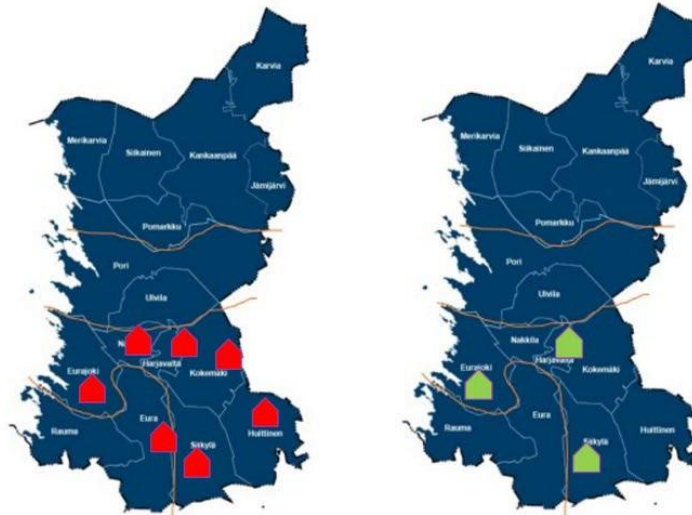 Karvia
Merikarvia
Siikainen
Kankaanpää
Jämijärvi
Pomarkku
Pori
Ulvila
Na
Harjavalta
Eurajoki
Kokemäki
Eura
Rauma
Säkylä
Huittinen
Karvia
Merikarvia
Siikainen
Kankaanpää
Jämijärvi
Pomarkku
Pori
Ulvila
Nakkila
Harjavalta
Eurajoki
Kokemäki
Eura
Rauma
Säkylä
Huittinen